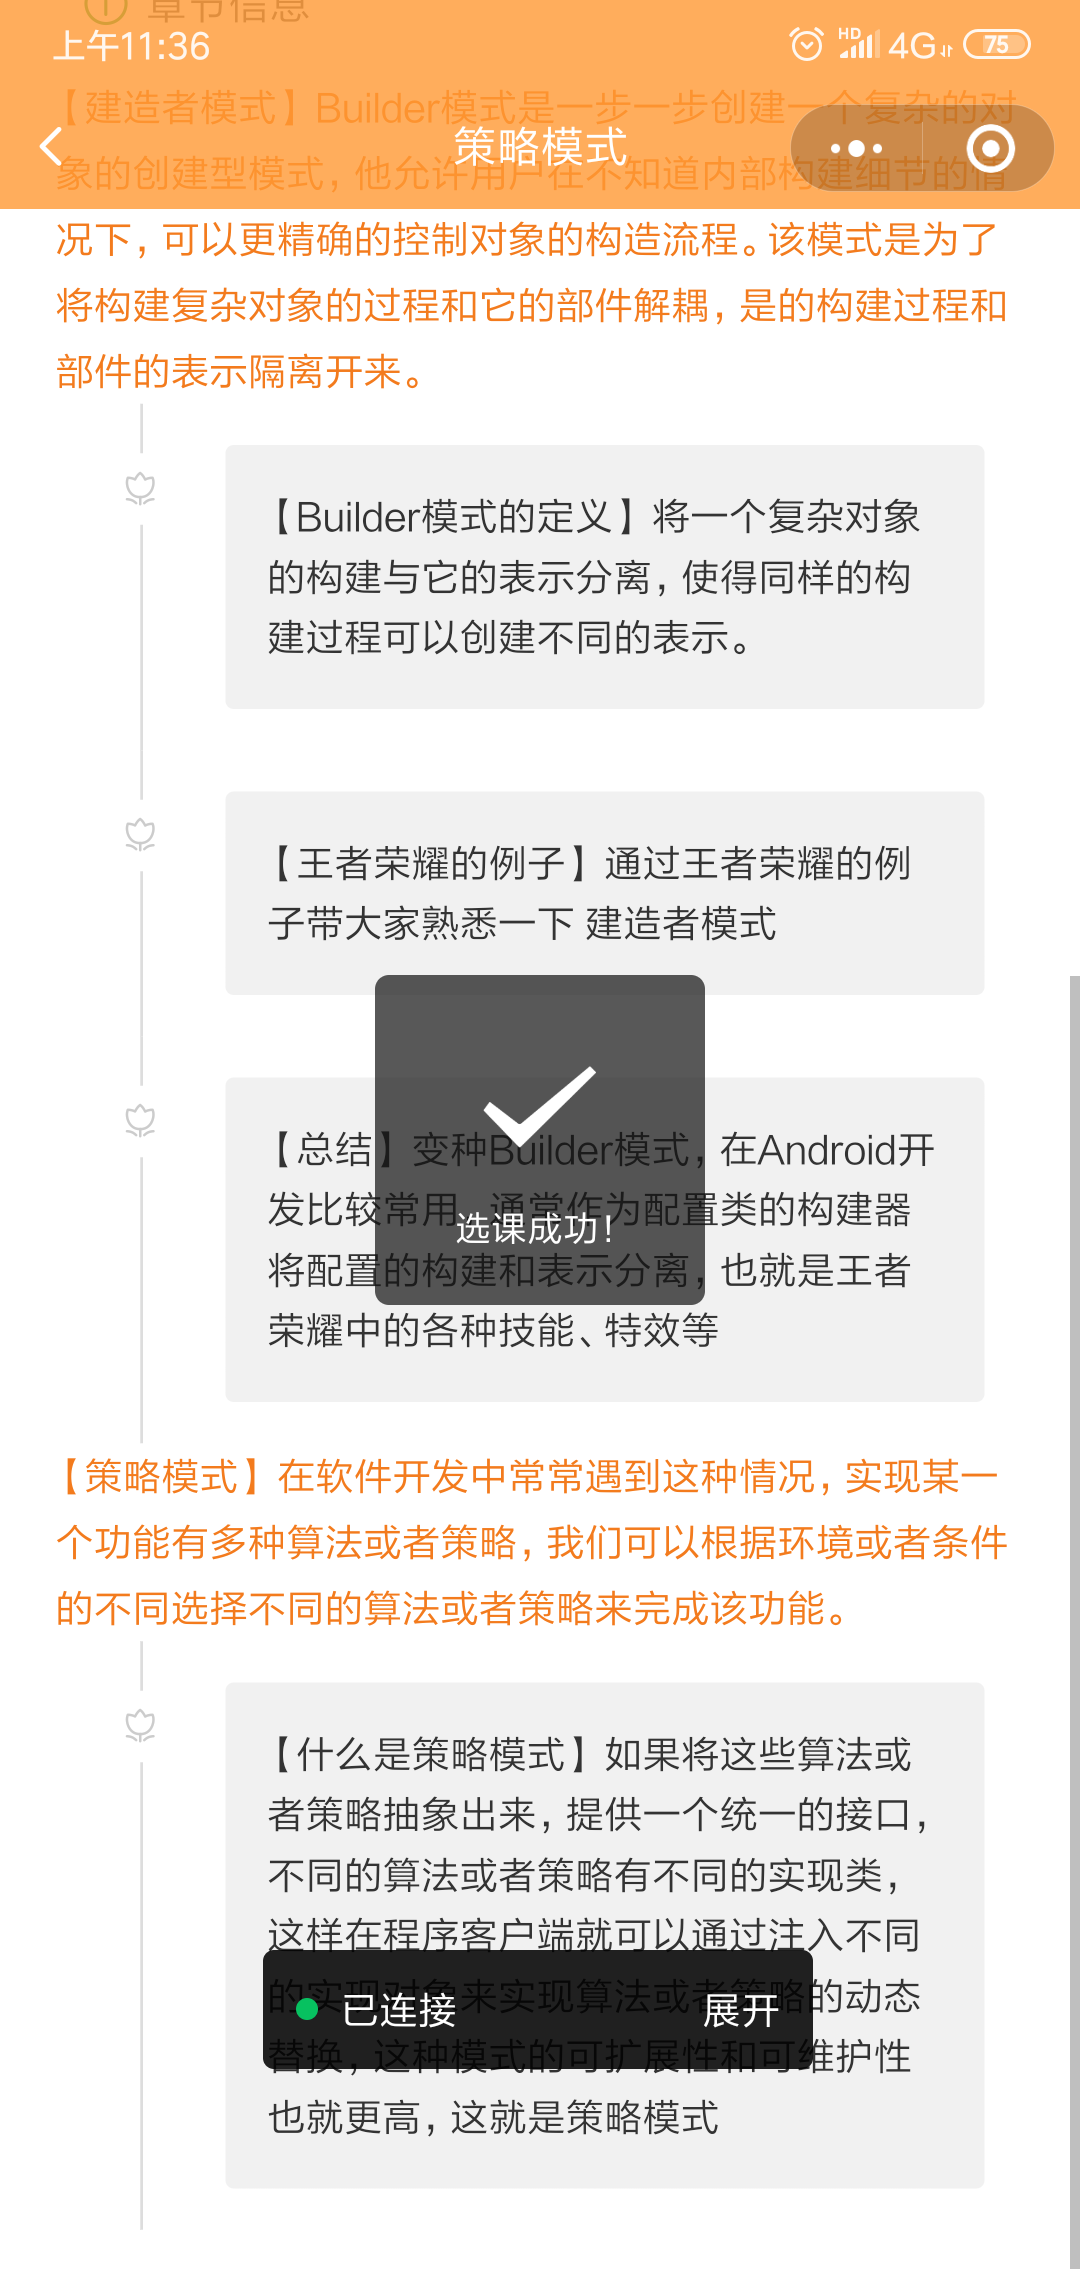 章节信息
上午11:36
HD
4G
75
【建造者模式】Builder模式是一步一步创建一个复杂的对
策略模式
象的创建型模式，他允许用户在不知道内部构建细节的情
况下，可以更精确的控制对象的构造流程。该模式是为了
将构建复杂对象的过程和它的部件解耦，是的构建过程和
部件的表示隔离开来。
【Builder模式的定义】将一个复杂对象
的构建与它的表示分离，使得同样的构
建过程可以创建不同的表示。
【王者荣耀的例子】通过王者荣耀的例
子带大家熟悉一下 建造者模式
【总结】变种Builder模式，在Android开
发比较常用，通常作为配置类的构建器
选课成功！
将配置的构建和表示分离，也就是王者
荣耀中的各种技能、特效等
【策略模式】在软件开发中常常遇到这种情况，实现某一
个功能有多种算法或者策略，我们可以根据环境或者条件
的不同选择不同的算法或者策略来完成该功能。
【什么是策略模式】如果将这些算法或
者策略抽象出来，提供一个统一的接口，
不同的算法或者策略有不同的实现类，
这样在程序客户端就可以通过注入不同
的实现对象来实现算法或者策略的动态
已连接
展开
替换，这种模式的可扩展性和可维护性
也就更高，这就是策略模式